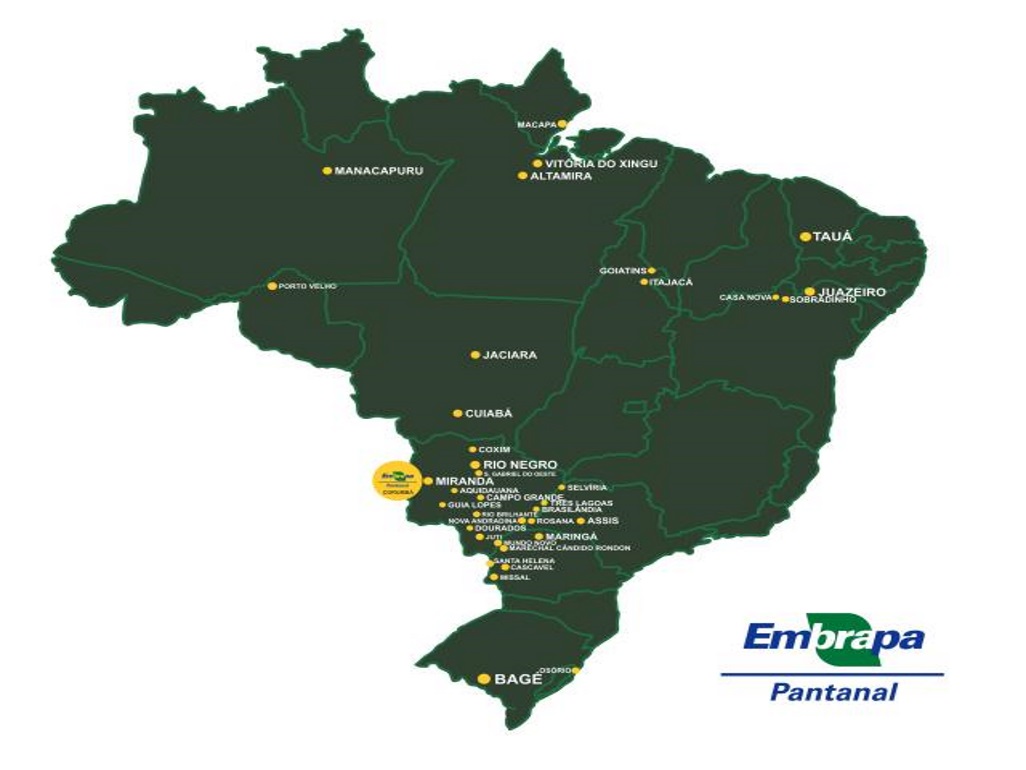 MACAPA
VITÓRIA DO XINGU
MANACAPURU
ALTAMIRA
TAUÁ
GOIATINS
ITAJACÁ
PORTO VELHO
JUAZEIRO
CASA NOVA
SOBRADINHO
JACIARA
CUIABÁ
COXIM
RIO NEGRO
S. GABRIEL DO OESTE
Embrapa
Pantanal
CORUMBÁ
MIRANDA
SELVÍRIA
AQUIDAUANA
CAMPO GRANDE
GUIA LOPES
TRÊS LAGOAS
BRASILÂNDIA
RIO BRILHANTE
NOVA ANDRADINA
ROSANA
ASSIS
DOURADOS
JUTI
MARINGÁ
MUNDO NOVO
MARECHAL CÂNDIDO RONDON
SANTA HELENA
CASCAVEL
MISSAL
OSÓRIO
BAGÉ
Embrapa
Pantanal